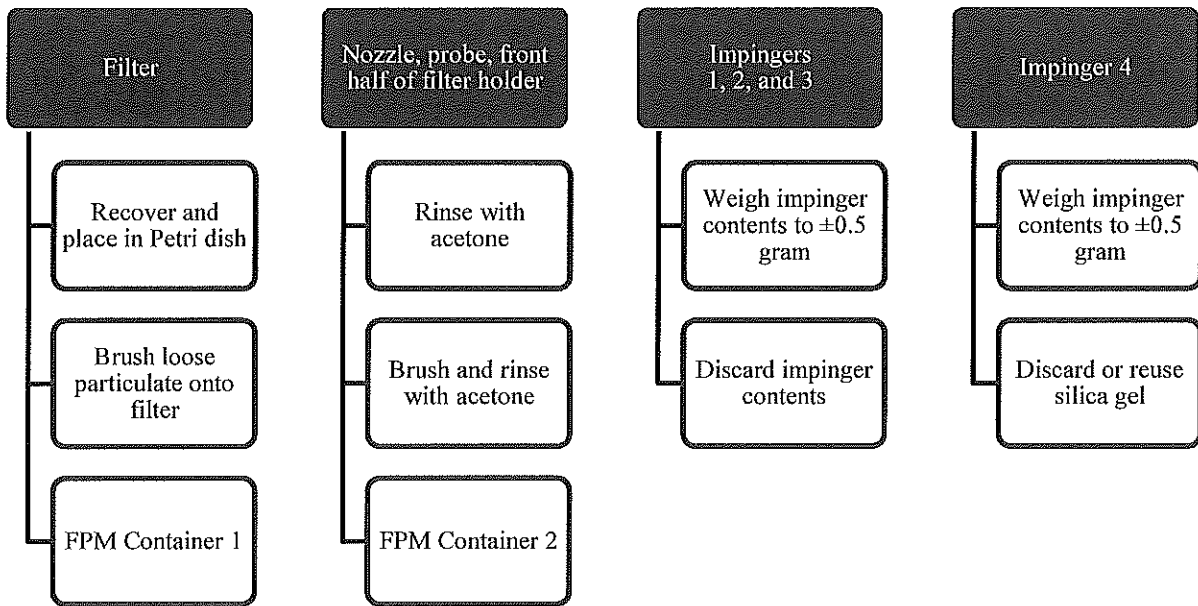 Filter
Recover and
place in Petri dish
Brush loose
particulate onto
filter
FPM Container 1
Nozzle, probe, front
half of filter holder
Rinse with
acetone
Brush and rinse
with acetone
FPM Container 2
Impingers
1, 2, and 3
Weigh impinger
contents to ±0.5
gram
Discard impinger
contents
Impinger 4
Weigh impinger
contents to ±0.5
gram
Discard or reuse
silica gel